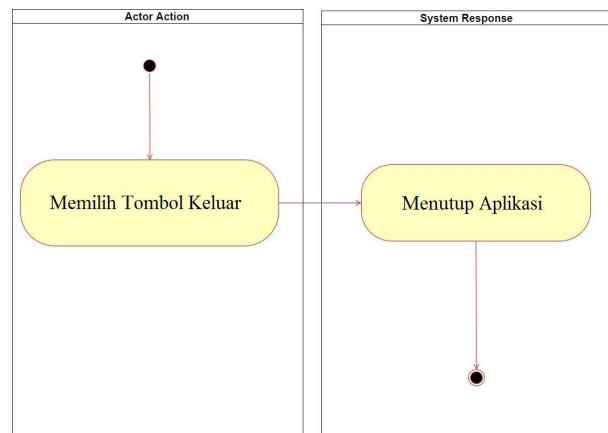 Actor Action
System Response
Memilih Tombol Keluar
Menutup Aplikasi